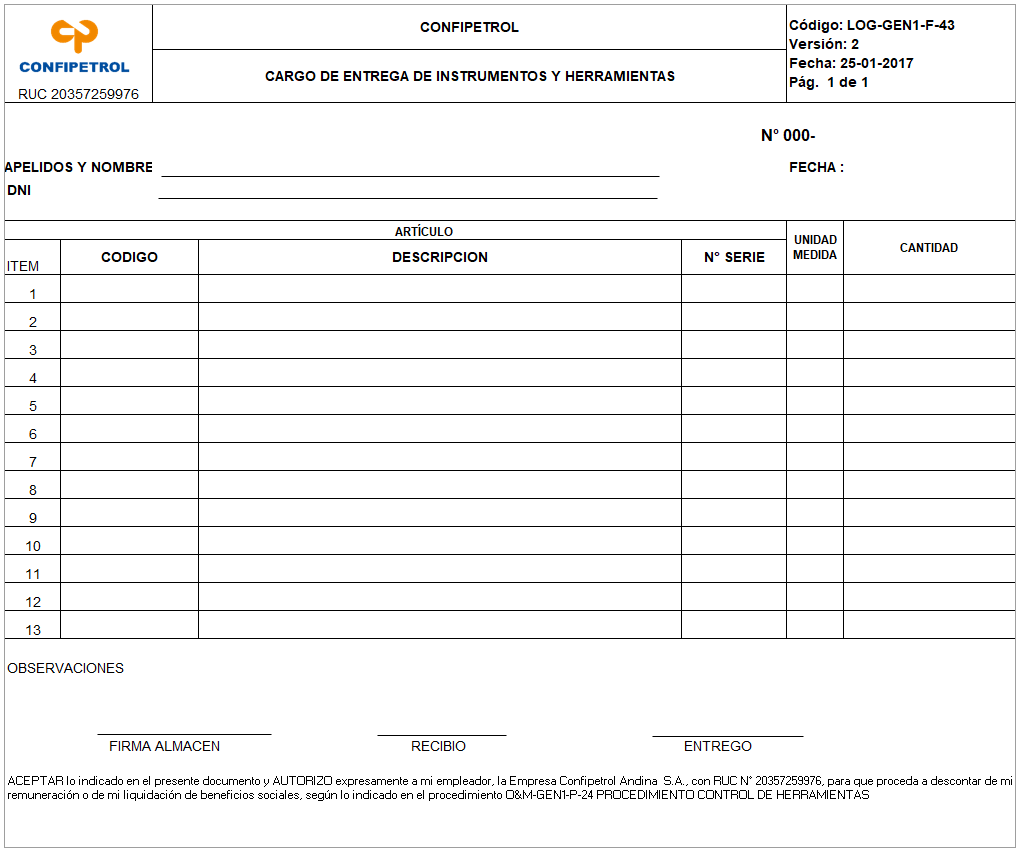 CONFIPETROL
RUC 20357259976
CONFIPETROL
CARGO DE ENTREGA DE INSTRUMENTOS Y HERRAMIENTAS
Código: LOG-GEN1-F-43
Versión: 2
Fecha: 25-01-2017
Pág. 1 de 1
N° 000-
APELIDOS Y NOMBRE
FECHA :
DNI
ARTÍCULO
UNIDAD MEDIDA
CANTIDAD
ITEM
CODIGO
DESCRIPCION
N° SERIE
1
2
3
4
5
6
7
8
9
10
11
12
13
OBSERVACIONES
FIRMA ALMACEN
RECIBIO
ENTREGO
ACEPTAR lo indicado en el presente documento y AUTORIZO expresamente a mi empleador, la Empresa Confipetrol Andina S.A., con RUC N° 20357259976, para que proceda a descontar de mi
remuneración o de mi liquidación de beneficios sociales, según lo indicado en el procedimiento O&M-GEN1-P-24 PROCEDIMIENTO CONTROL DE HERRAMIENTAS